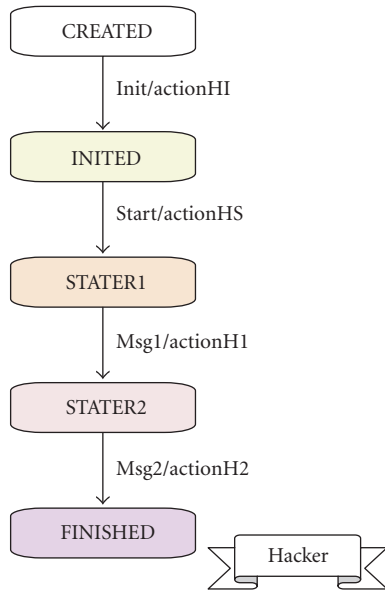 CREATED
Init/actionHI
INITED
Start/actionHS
STATER1
Msg1/actionH1
STATER2
Msg2/actionH2
FINISHED
Hacker